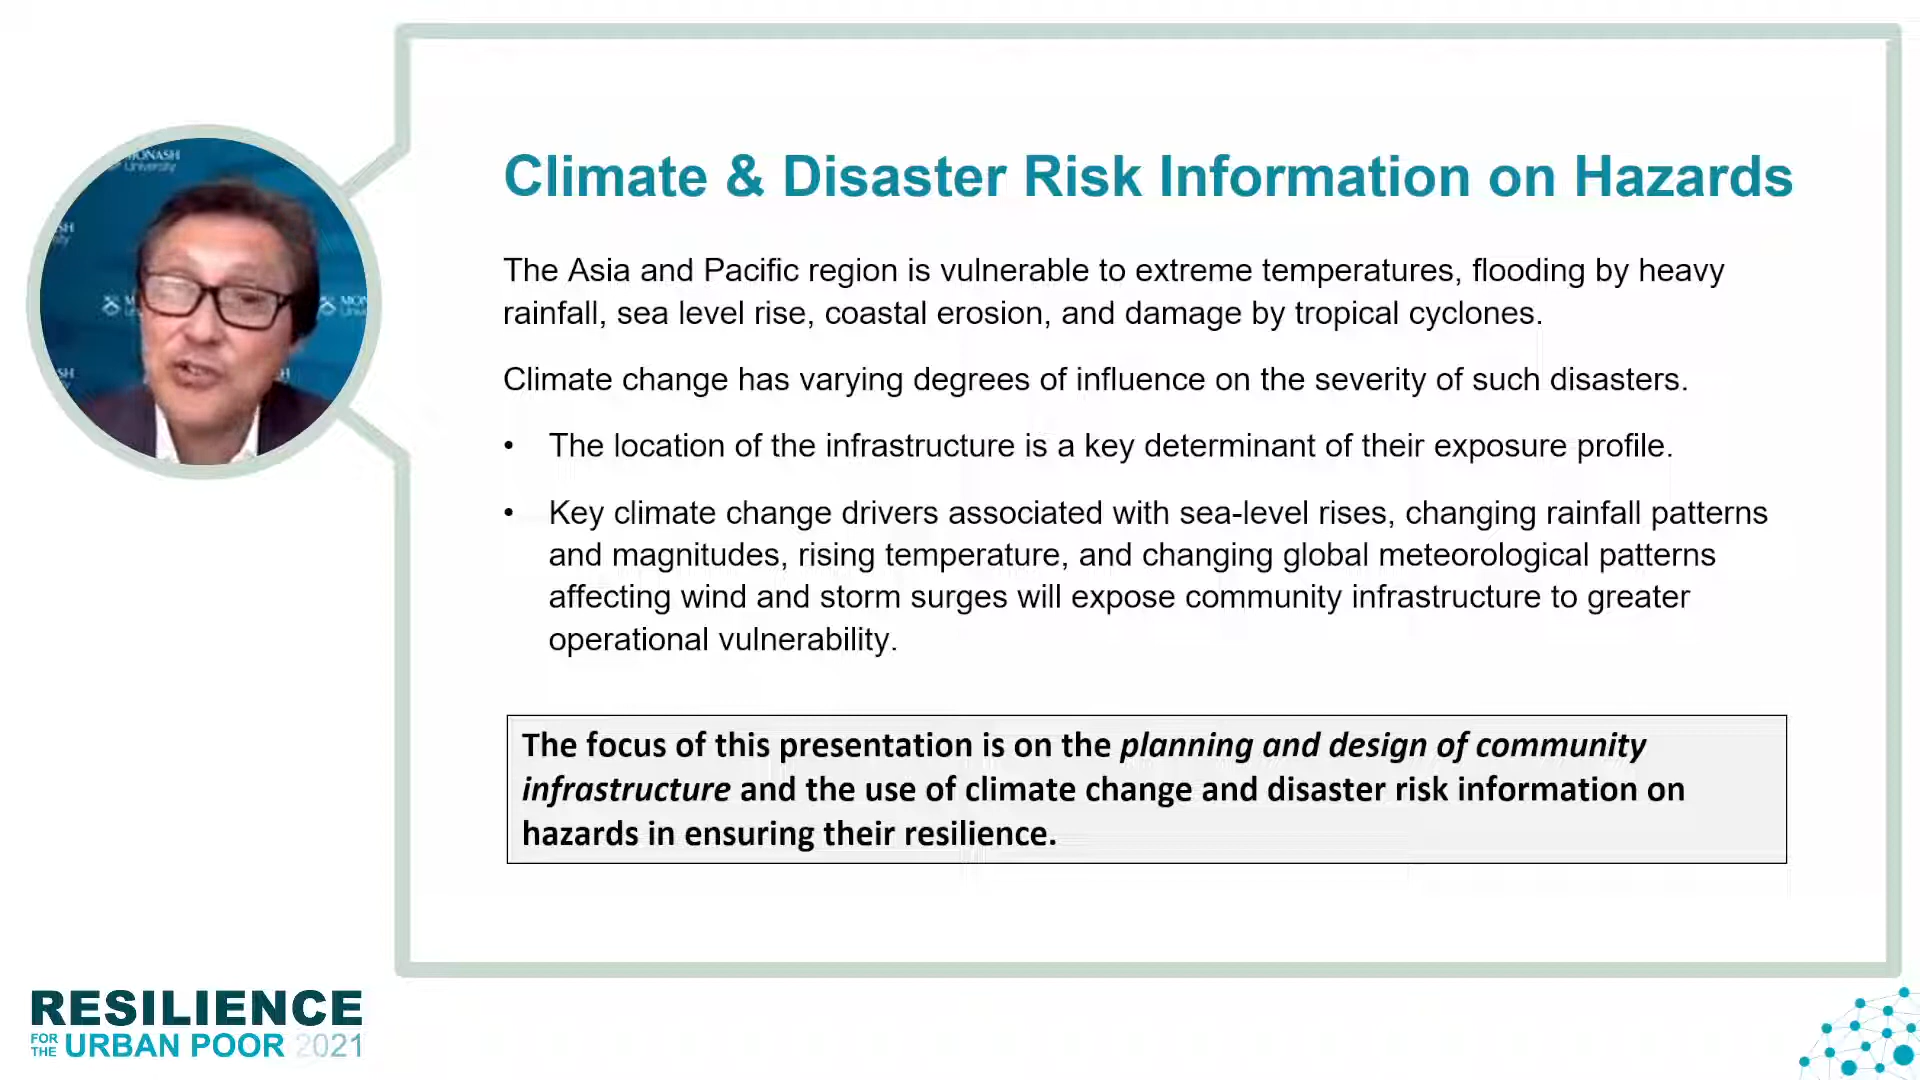 MONASH
University
Climate & Disaster Risk Information on Hazards
The Asia and Pacific region is vulnerable to extreme temperatures, flooding by heavy
rainfall, sea level rise, coastal erosion, and damage by tropical cyclones.
Climate change has varying degrees of influence on the severity of such disasters.
• The location of the infrastructure is a key determinant of their exposure profile.
• Key climate change drivers associated with sea-level rises, changing rainfall patterns
and magnitudes, rising temperature, and changing global meteorological patterns
affecting wind and storm surges will expose community infrastructure to greater
operational vulnerability.
The focus of this presentation is on the planning and design of community
infrastructure and the use of climate change and disaster risk information on
hazards in ensuring their resilience.
RESILIENCE
FOR THE URBAN POOR 2021